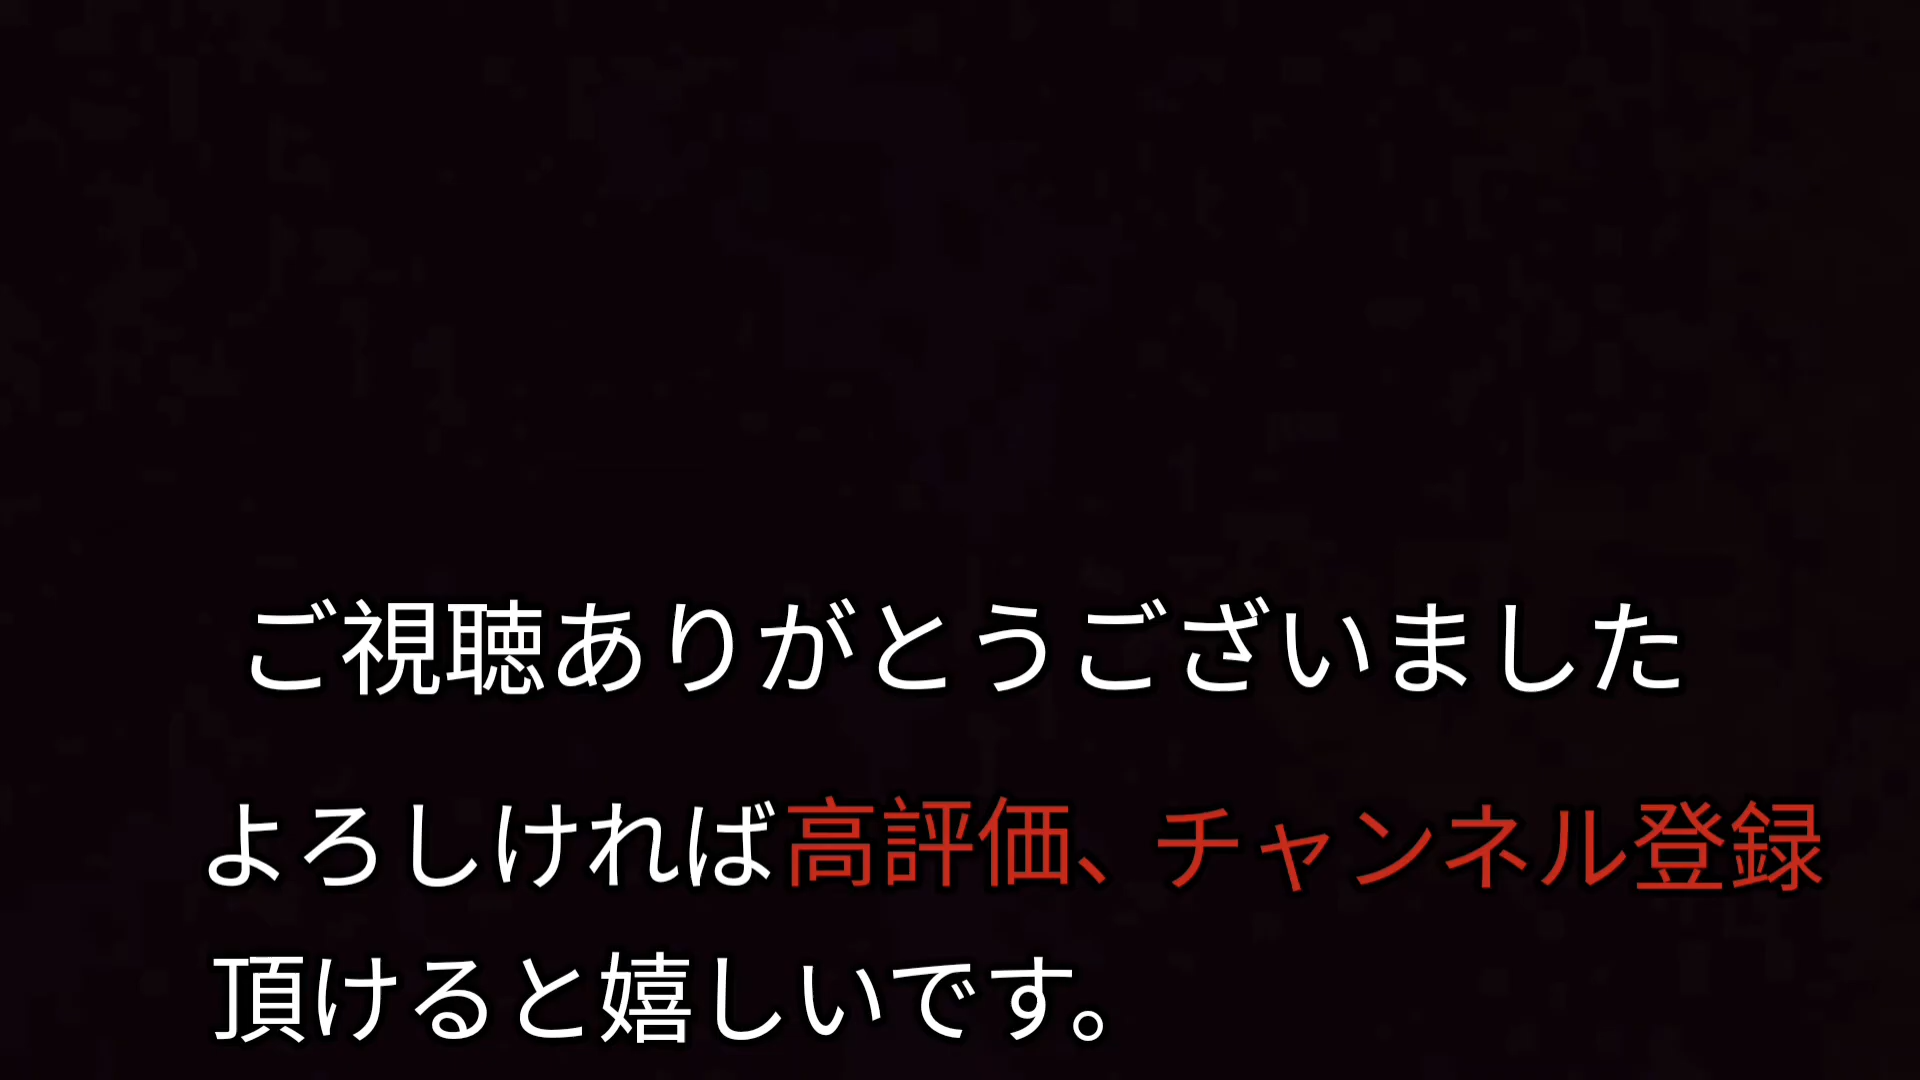 ご視聴ありがとうございました
よろしければ高評価、チャンネル登録
頂けると嬉しいです。